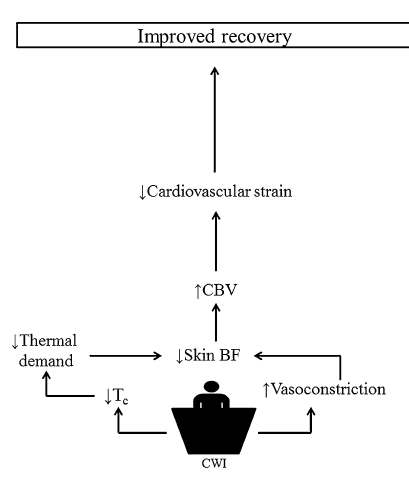 Improved recovery
↓Cardiovascular strain
↑CBV
↓Thermal
demand
↓Skin BF
↓Tc
↑Vasoconstriction
CWI